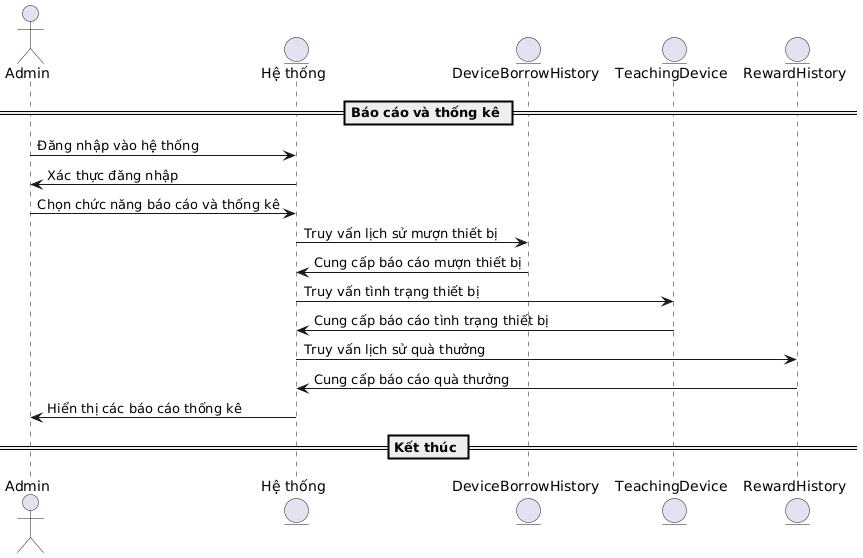 Admin
Hệ thống
DeviceBorrowHistory
TeachingDevice
RewardHistory
Báo cáo và thống kê
Đăng nhập vào hệ thống
Xác thực đăng nhập
Chọn chức năng báo cáo và thống kê
Truy vấn lịch sử mượn thiết bị
Cung cấp báo cáo mượn thiết bị
Truy vấn tình trạng thiết bị
Cung cấp báo cáo tình trạng thiết bị
Truy vấn lịch sử quà thưởng
Cung cấp báo cáo quà thưởng
Hiển thị các báo cáo thống kê
Kết thúc
Admin
Hệ thống
DeviceBorrowHistory
TeachingDevice
RewardHistory